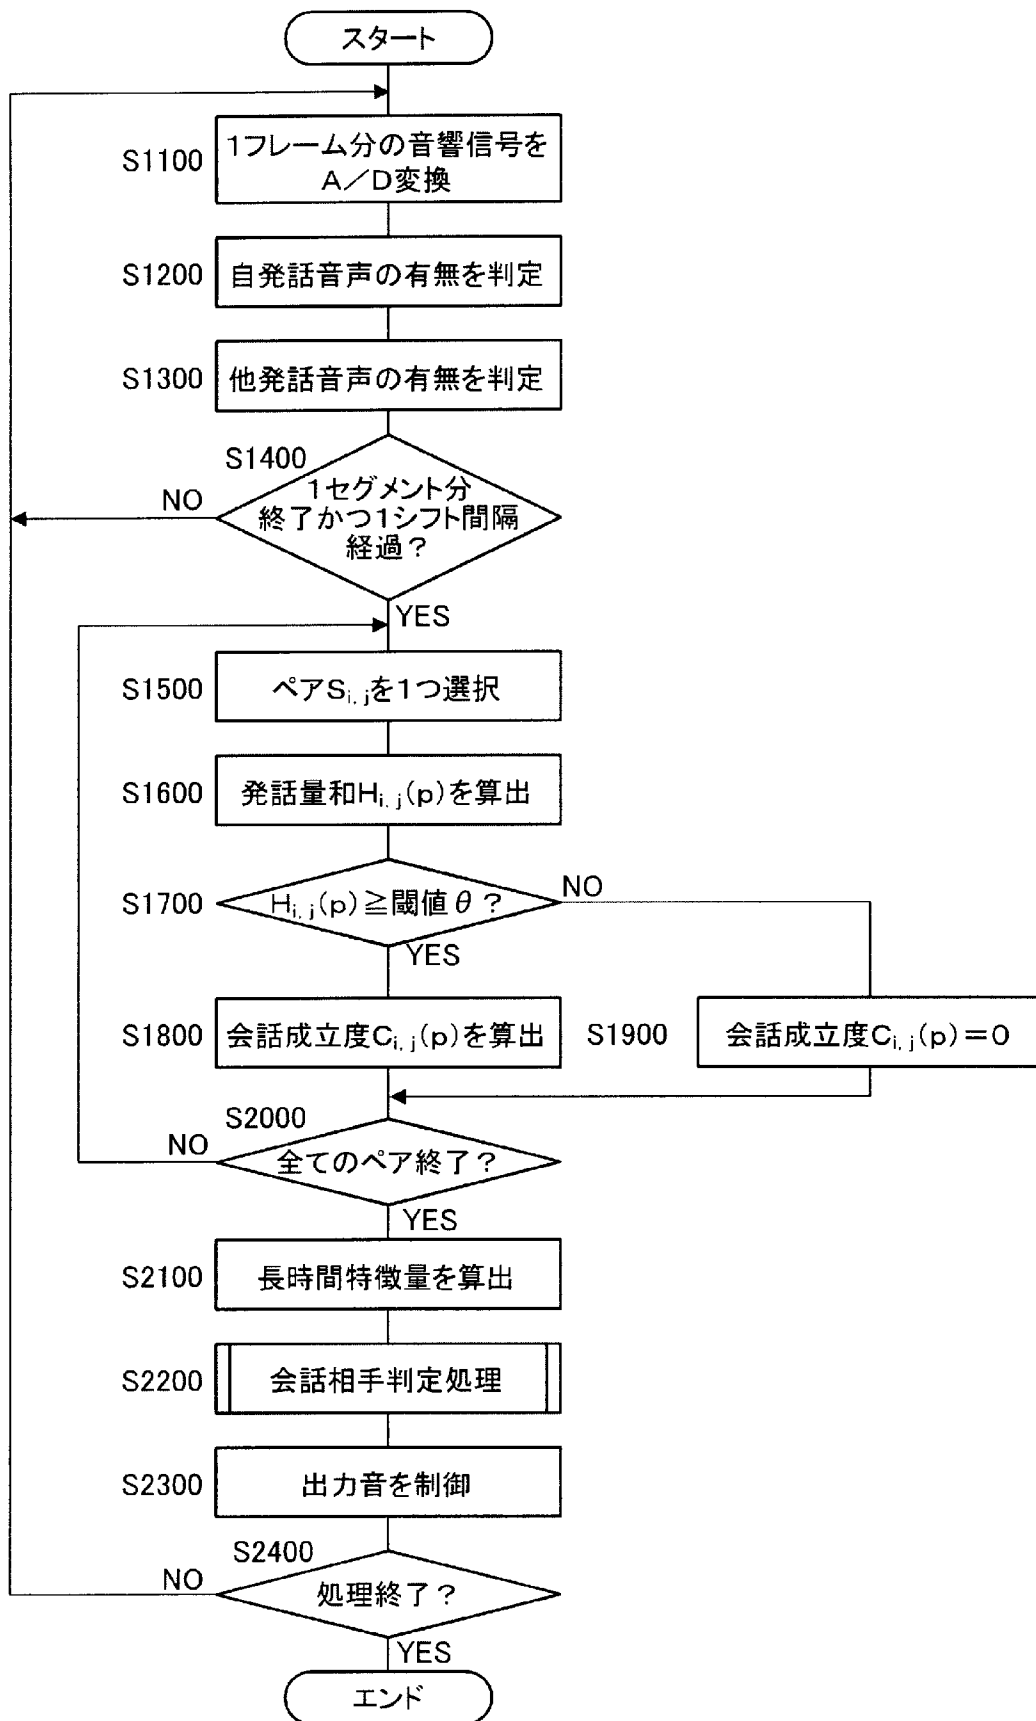 スタート
S1100
1フレーム分の音響信号を
A／D変換
S1200
自発話音声の有無を判定
S1300
他発話音声の有無を判定
S1400
1セグメント分
終了かつ1シフト間隔
経過？
NO
YES
S1500
ペアSi, jを1つ選択
S1600
発話量和Hi, j(p)を算出
S1700
Hi, j(p)≧閾値θ？
NO
YES
S1800
会話成立度Ci, j(p)を算出
S1900
会話成立度Ci, j(p)＝0
S2000
全てのペア終了？
NO
YES
S2100
長時間特徴量を算出
S2200
会話相手判定処理
S2300
出力音を制御
S2400
処理終了？
NO
YES
エンド